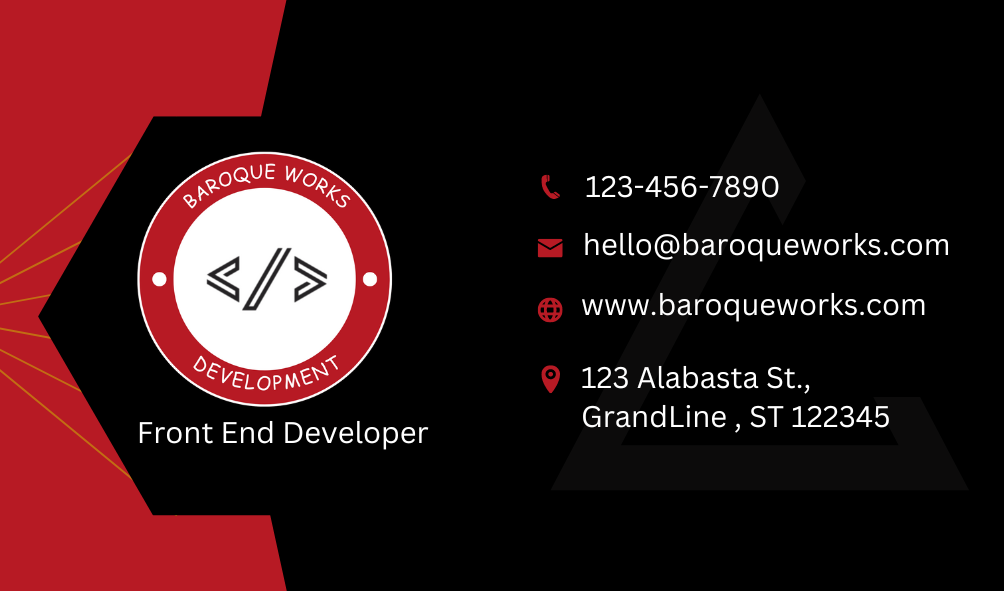 BAROQUE WORKS
</>
DEVELOPMENT
Front End Developer
123-456-7890
hello@baroqueworks.com
www.baroqueworks.com
123 Alabasta St.,
GrandLine , ST 122345